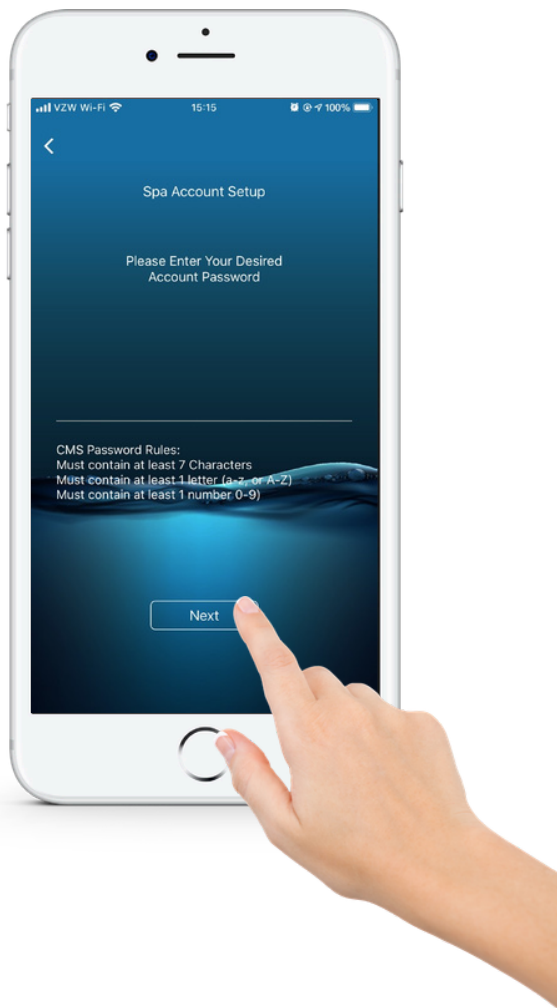 VZW Wi-Fi 15:15 100%
Spa Account Setup
Please Enter Your Desired
Account Password
CMS Password Rules:
Must contain at least 7 Characters
Must contain at least 1 letter (a-z, or A-Z)
Must contain at least 1 number 0-9)
Next